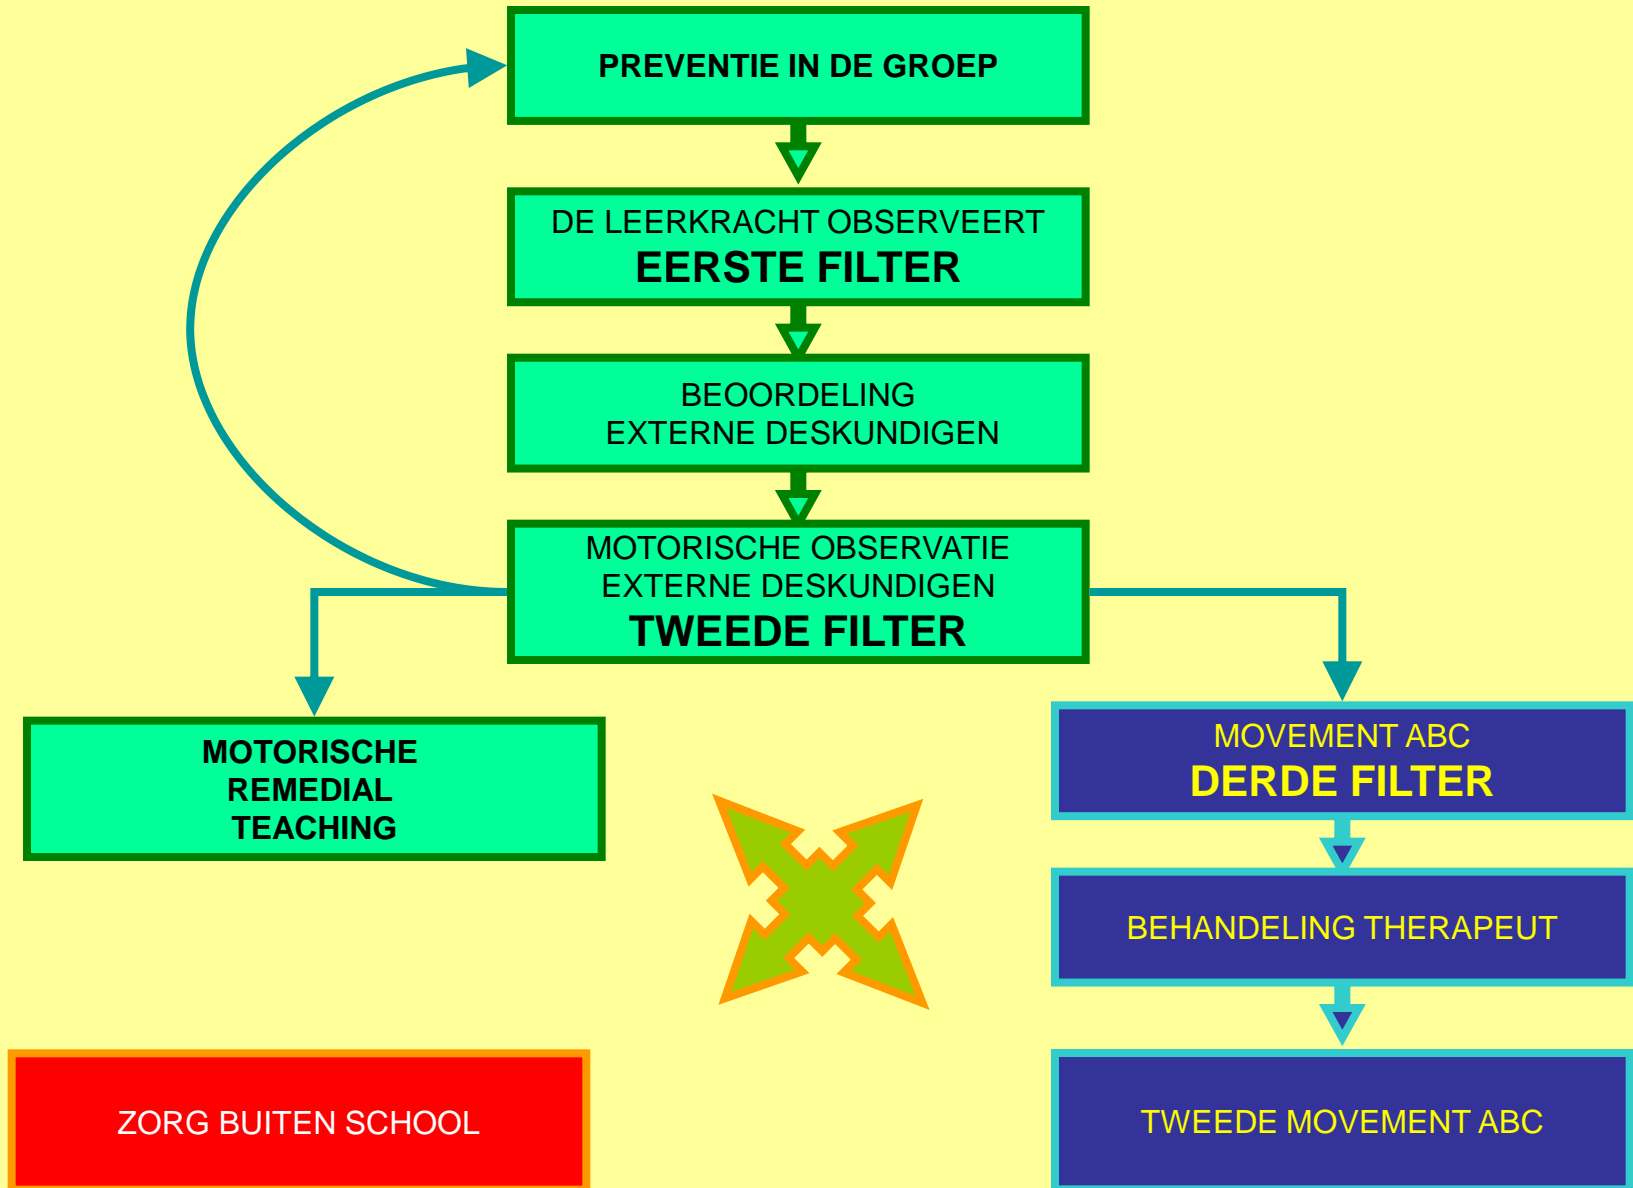 PREVENTIE IN DE GROEP
DE LEERKRACHT OBSERVEERT
EERSTE FILTER
BEOORDELING
EXTERNE DESKUNDIGEN
MOTORISCHE OBSERVATIE
EXTERNE DESKUNDIGEN
TWEEDE FILTER
MOTORISCHE
REMEDIAL
TEACHING
MOVEMENT ABC
DERDE FILTER
BEHANDELING THERAPEUT
ZORG BUITEN SCHOOL
TWEEDE MOVEMENT ABC